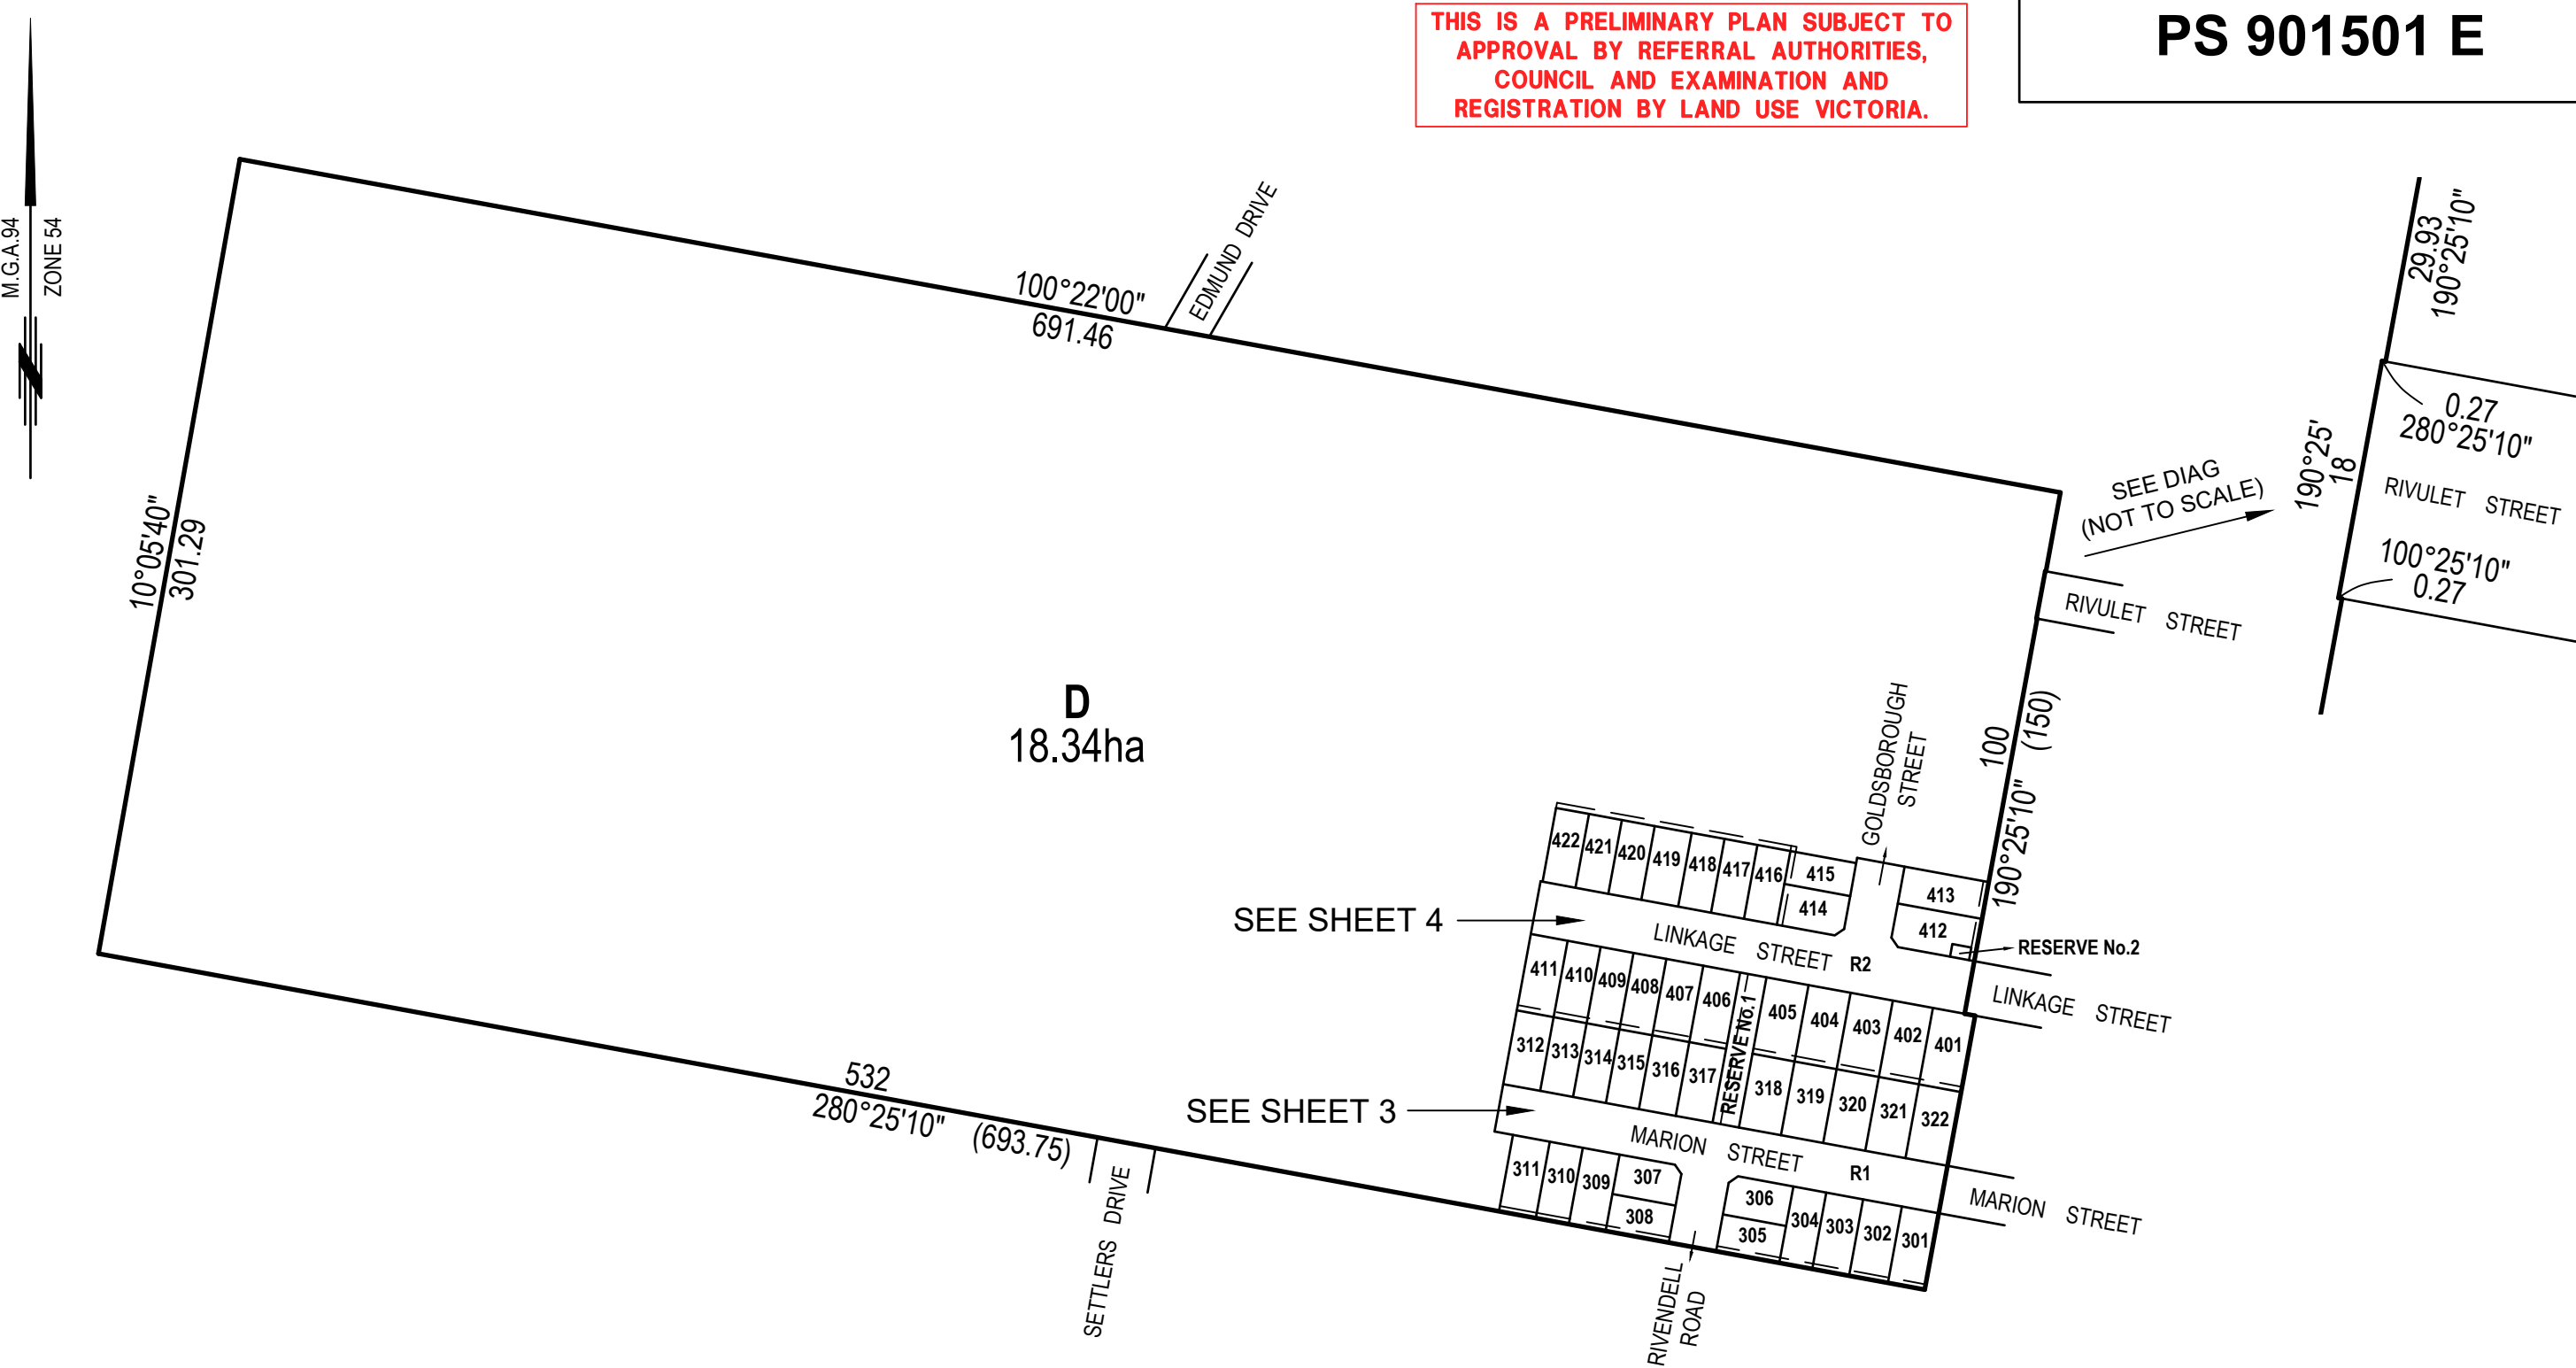 THIS IS A PRELIMINARY PLAN SUBJECT TO
APPROVAL BY REFERRAL AUTHORITIES,
COUNCIL AND EXAMINATION AND
REGISTRATION BY LAND USE VICTORIA.
PS 901501 E
M.G.A.94
ZONE 54
N
EDMUND DRIVE
100°22'00"
691.46
29.93
190°25'10"
0.27
280°25'10"
190°25'
18
RIVULET STREET
100°25'10"
0.27
SEE DIAG
(NOT TO SCALE)
RIVULET STREET
10°05'40"
301.29
D
18.34ha
GOLDSBOROUGH
STREET
100
(150)
190°25'10"
422
421
420
419
418
417
416
415
414
413
412
SEE SHEET 4
LINKAGE STREET
R2
RESERVE No.2
LINKAGE STREET
411
410
409
408
407
406
RESERVE No.1
405
404
403
402
401
312
313
314
315
316
317
318
319
320
321
322
SEE SHEET 3
MARION STREET
R1
MARION STREET
311
310
309
307
308
306
305
304
303
302
301
532
280°25'10"
(693.75)
SETTLERS DRIVE
RIVENDELL
ROAD